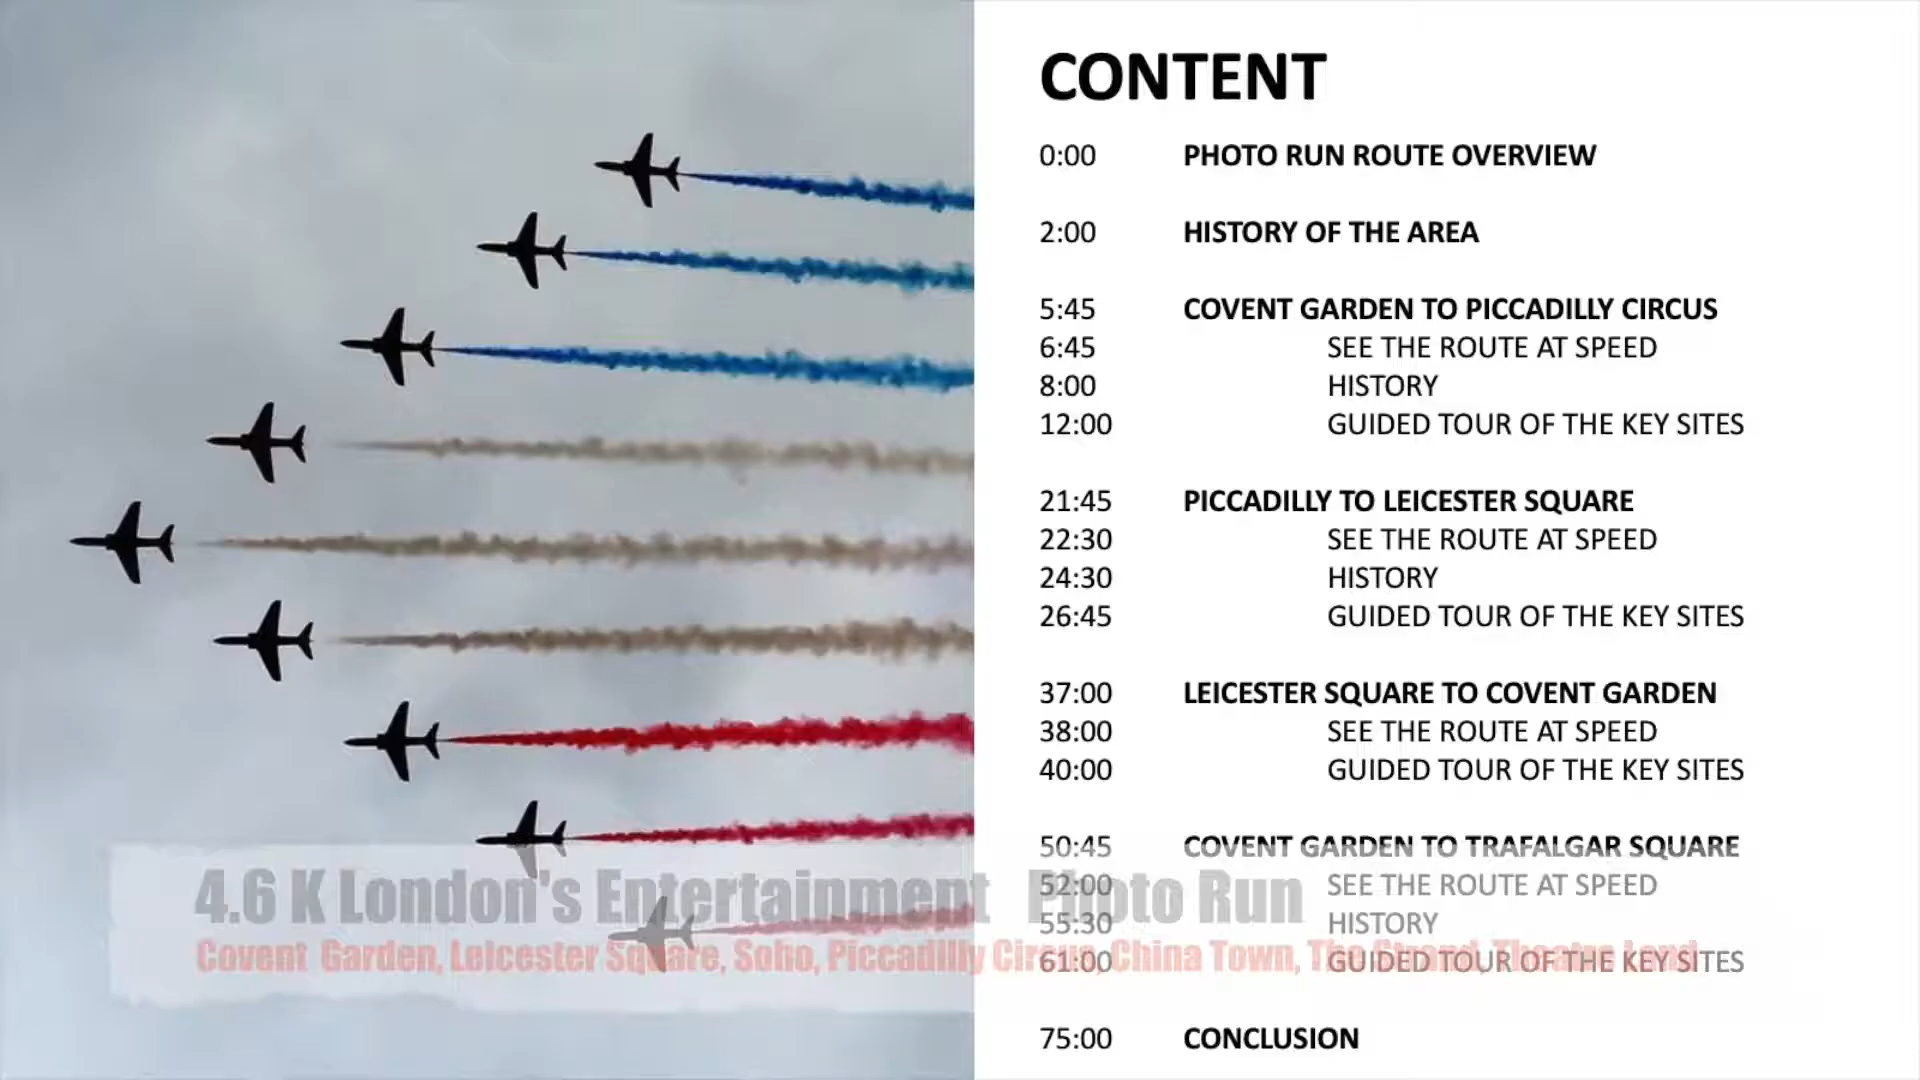 CONTENT
0:00 PHOTO RUN ROUTE OVERVIEW
2:00 HISTORY OF THE AREA
5:45 COVENT GARDEN TO PICCADILLY CIRCUS
6:45 SEE THE ROUTE AT SPEED
8:00 HISTORY
12:00 GUIDED TOUR OF THE KEY SITES
21:45 PICCADILLY TO LEICESTER SQUARE
22:30 SEE THE ROUTE AT SPEED
24:30 HISTORY
26:45 GUIDED TOUR OF THE KEY SITES
37:00 LEICESTER SQUARE TO COVENT GARDEN
38:00 SEE THE ROUTE AT SPEED
40:00 GUIDED TOUR OF THE KEY SITES
50:45 COVENT GARDEN TO TRAFALGAR SQUARE
52:00 SEE THE ROUTE AT SPEED
55:30 HISTORY
61:00 GUIDED TOUR OF THE KEY SITES
75:00 CONCLUSION
4.6 K London's Entertainment Photo Run
Covent Garden, Leicester Square, Soho, Piccadilly Circus, China Town, The Strand, Theatre Land